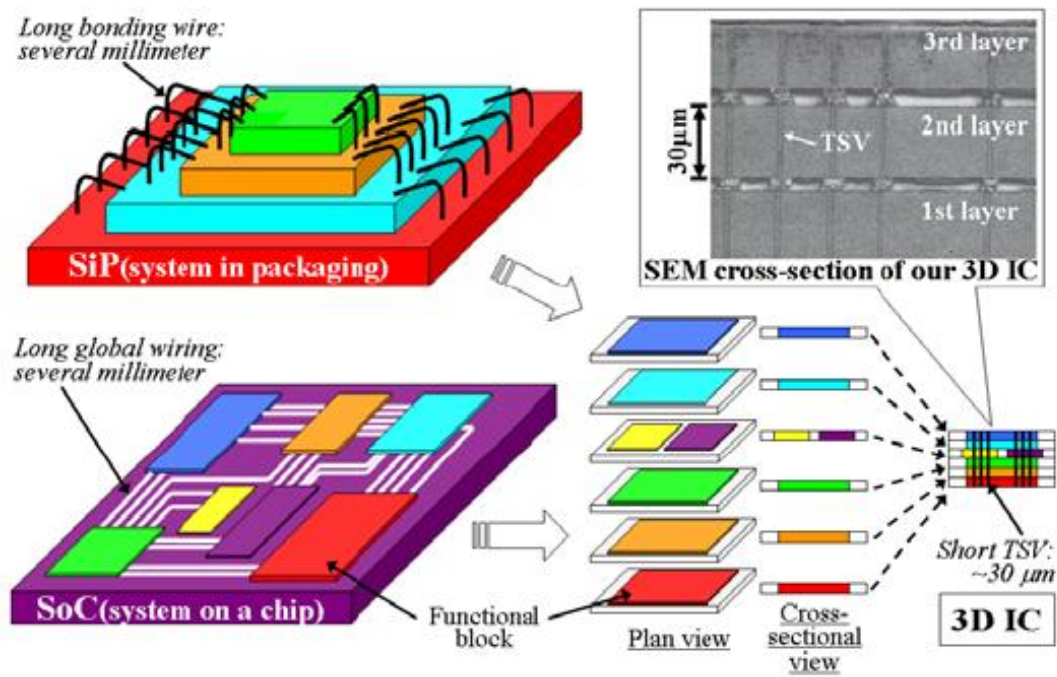 Long bonding wire:
several millimeter
SiP(system in packaging)
3rd layer
2nd layer
TSV
30μm
1st layer
SEM cross-section of our 3D IC
Long global wiring:
several millimeter
SoC(system on a chip)
Functional
block
Plan view
Cross-
sectional
view
Short TSV:
~30 μm
3D IC